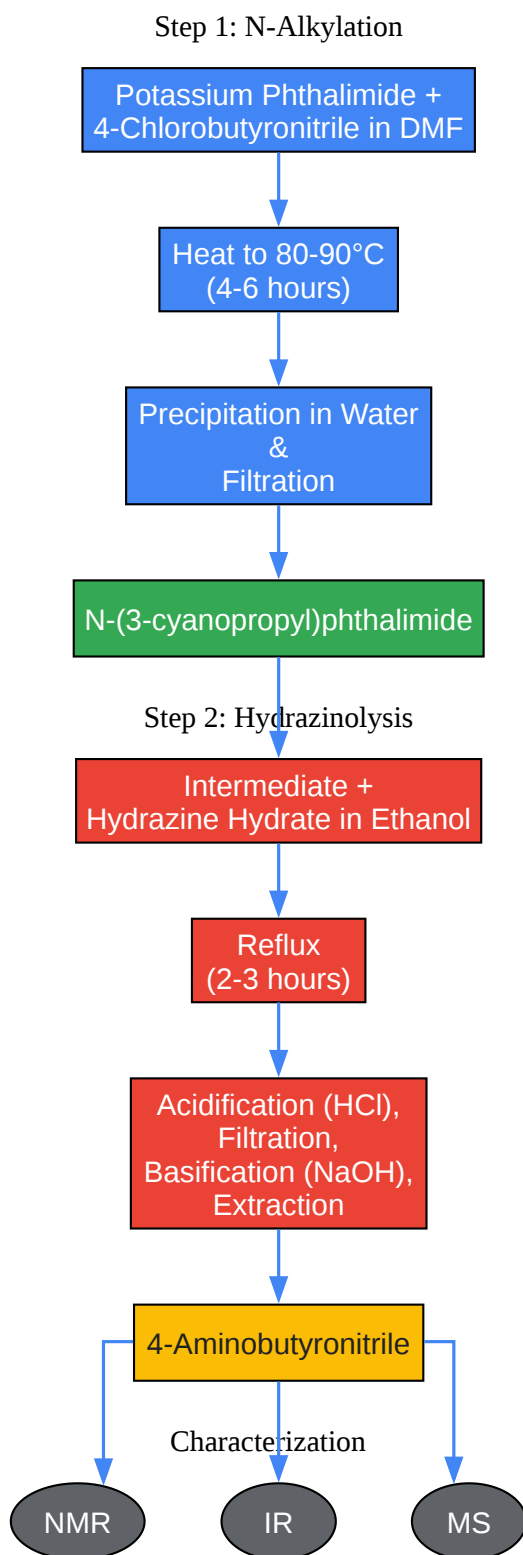 Step 1: N-Alkylation
Potassium Phthalimide +
4-Chlorobutyronitrile in DMF
Heat to 80-90°C
(4-6 hours)
Precipitation in Water
&
Filtration
N-(3-cyanopropyl)phthalimide
Step 2: Hydrazinolysis
Intermediate +
Hydrazine Hydrate in Ethanol
Reflux
(2-3 hours)
Acidification (HCl),
Filtration,
Basification (NaOH),
Extraction
4-Aminobutyronitrile
Characterization
NMR
IR
MS